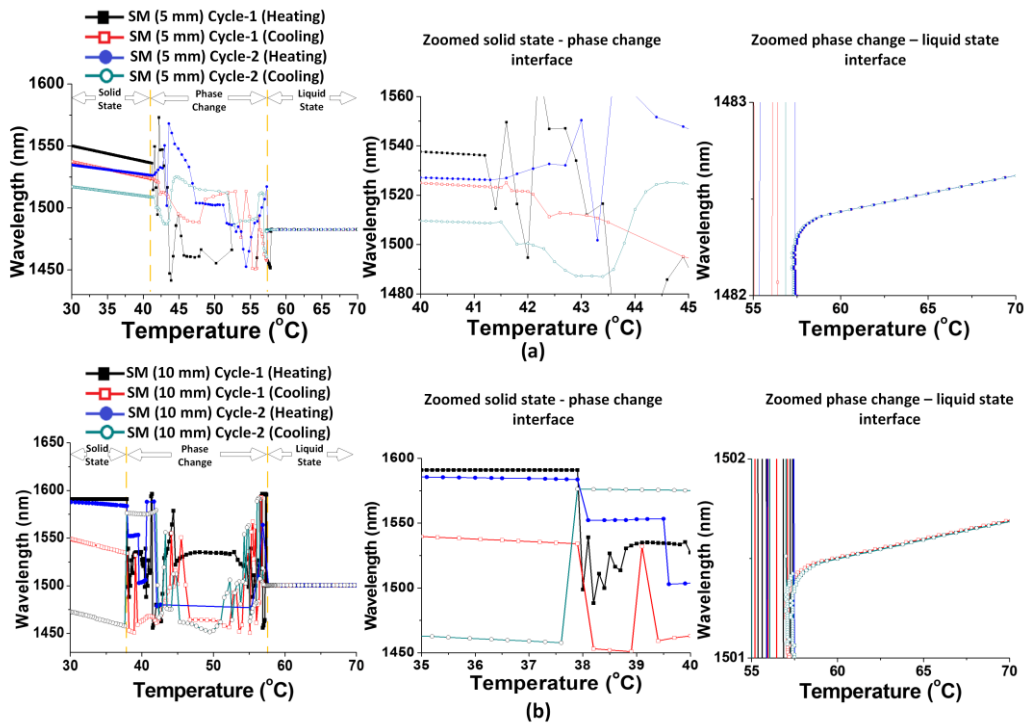 SM (5 mm) Cycle-1 (Heating)
SM (5 mm) Cycle-1 (Cooling)
SM (5 mm) Cycle-2 (Heating)
SM (5 mm) Cycle-2 (Cooling)
Solid State
Phase Change
Liquid State
1600
1550
1500
1450
Wavelength (nm)
30 35 40 45 50 55 60 65 70
Temperature (°C)
Zoomed solid state - phase change
interface
1560
1540
1520
1500
1480
Wavelength (nm)
40 41 42 43 44 45
Temperature (°C)
Zoomed phase change – liquid state
interface
1483
1482
Wavelength (nm)
55 60 65 70
Temperature (°C)
(a)
SM (10 mm) Cycle-1 (Heating)
SM (10 mm) Cycle-1 (Cooling)
SM (10 mm) Cycle-2 (Heating)
SM (10 mm) Cycle-2 (Cooling)
Solid State
Phase Change
Liquid State
1650
1600
1550
1500
1450
Wavelength (nm)
30 40 50 60 70
Temperature (°C)
Zoomed solid state - phase change
interface
1600
1550
1500
1450
Wavelength (nm)
35 36 37 38 39 40
Temperature (°C)
Zoomed phase change – liquid state
interface
1502
1501
Wavelength (nm)
55 60 65 70
Temperature (°C)
(b)